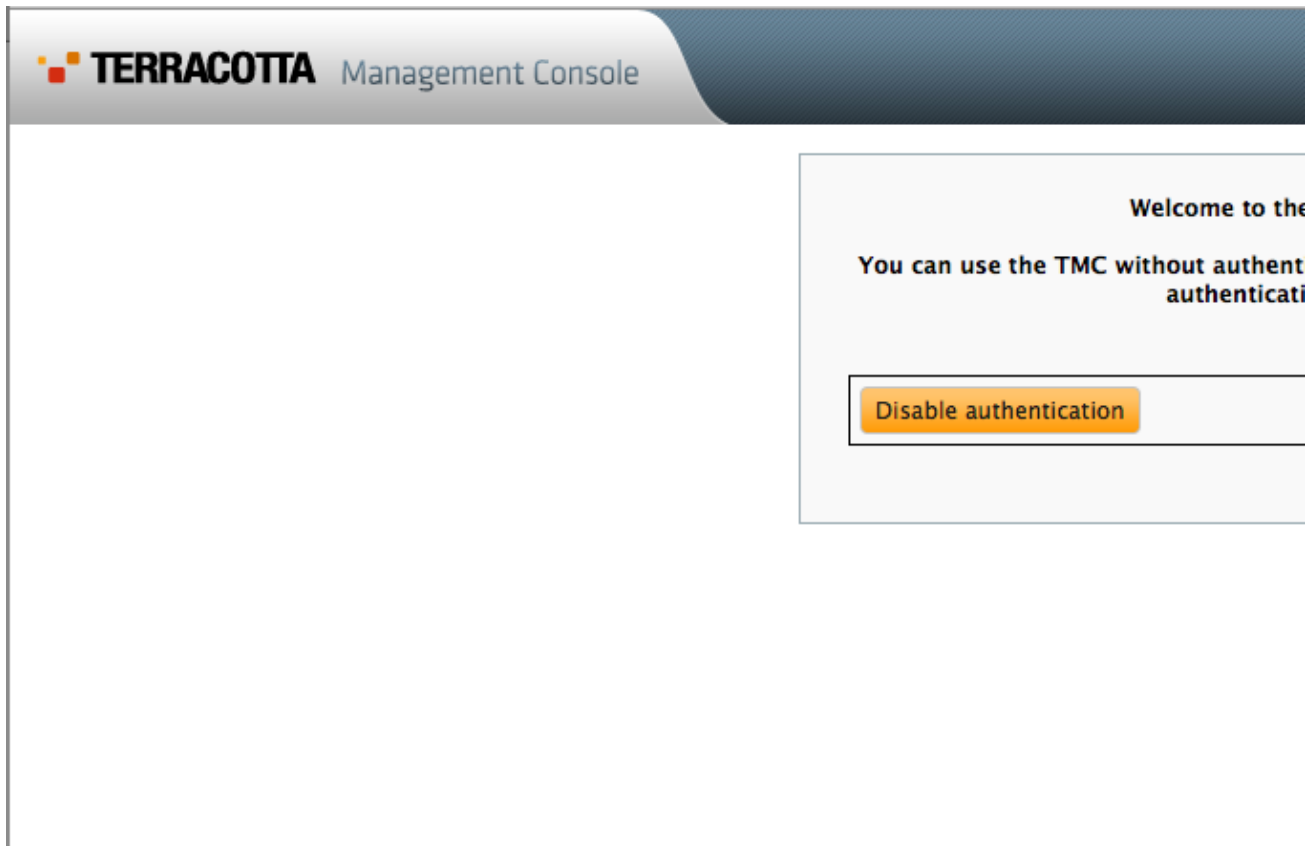 TERRACOTTA Management Console
Welcome to the
You can use the TMC without authent
authenticati
Disable authentication